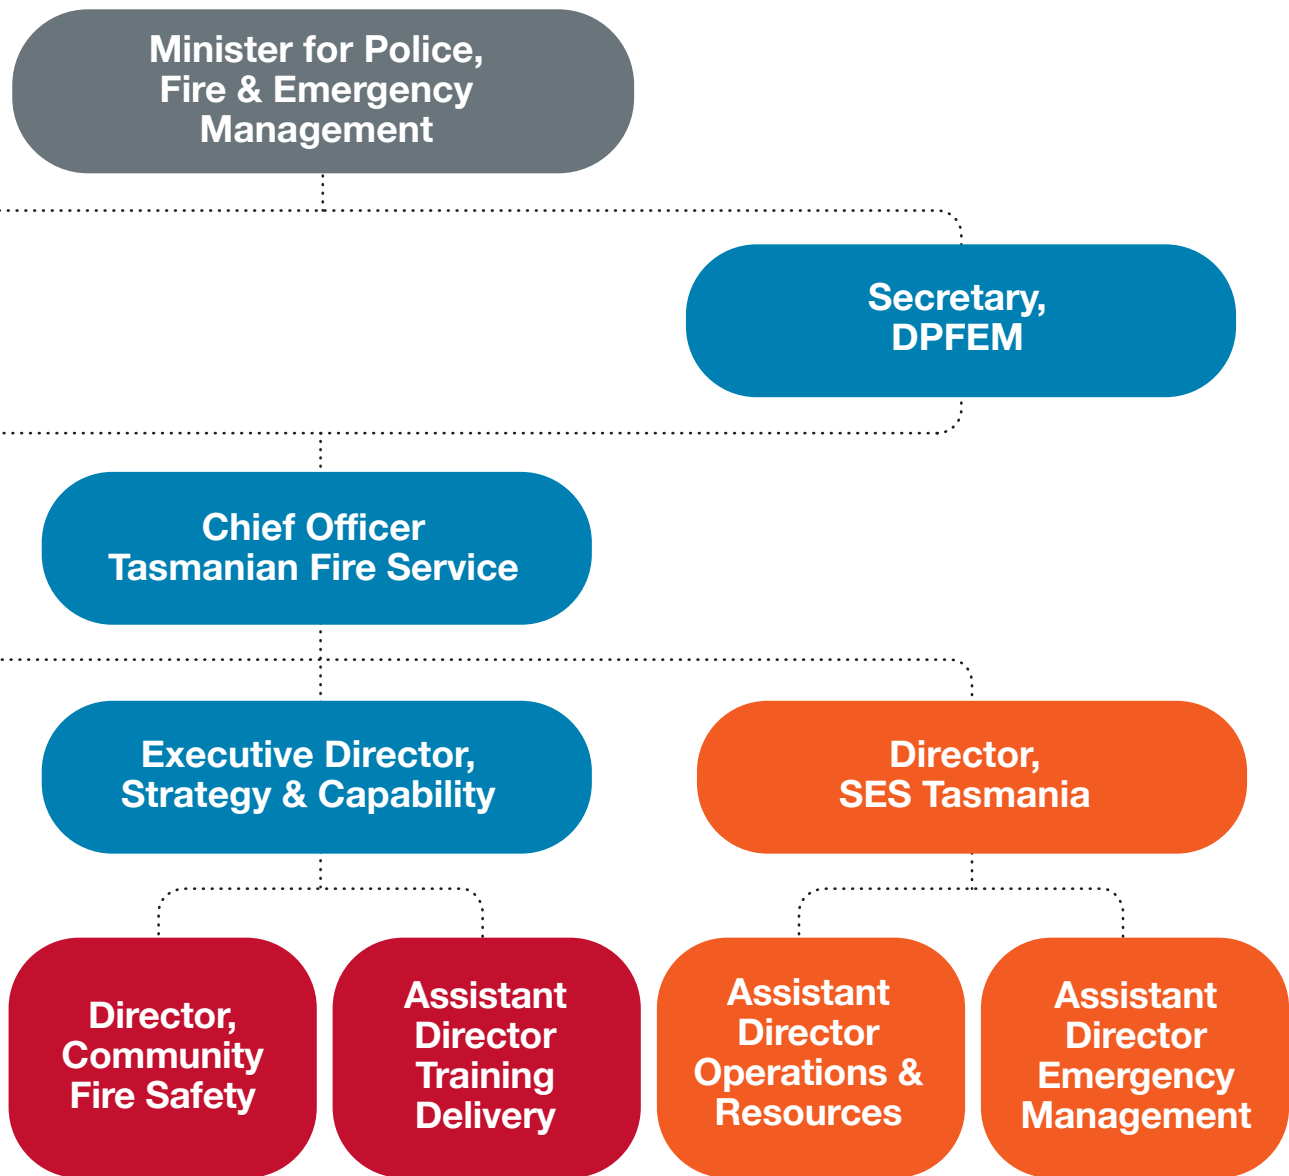 Minister for Police,
Fire & Emergency
Management
Secretary,
DPFEM
Chief Officer
Tasmanian Fire Service
Executive Director,
Strategy & Capability
Director,
SES Tasmania
Director,
Community
Fire Safety
Assistant
Director
Training
Delivery
Assistant
Director
Operations &
Resources
Assistant
Director
Emergency
Management